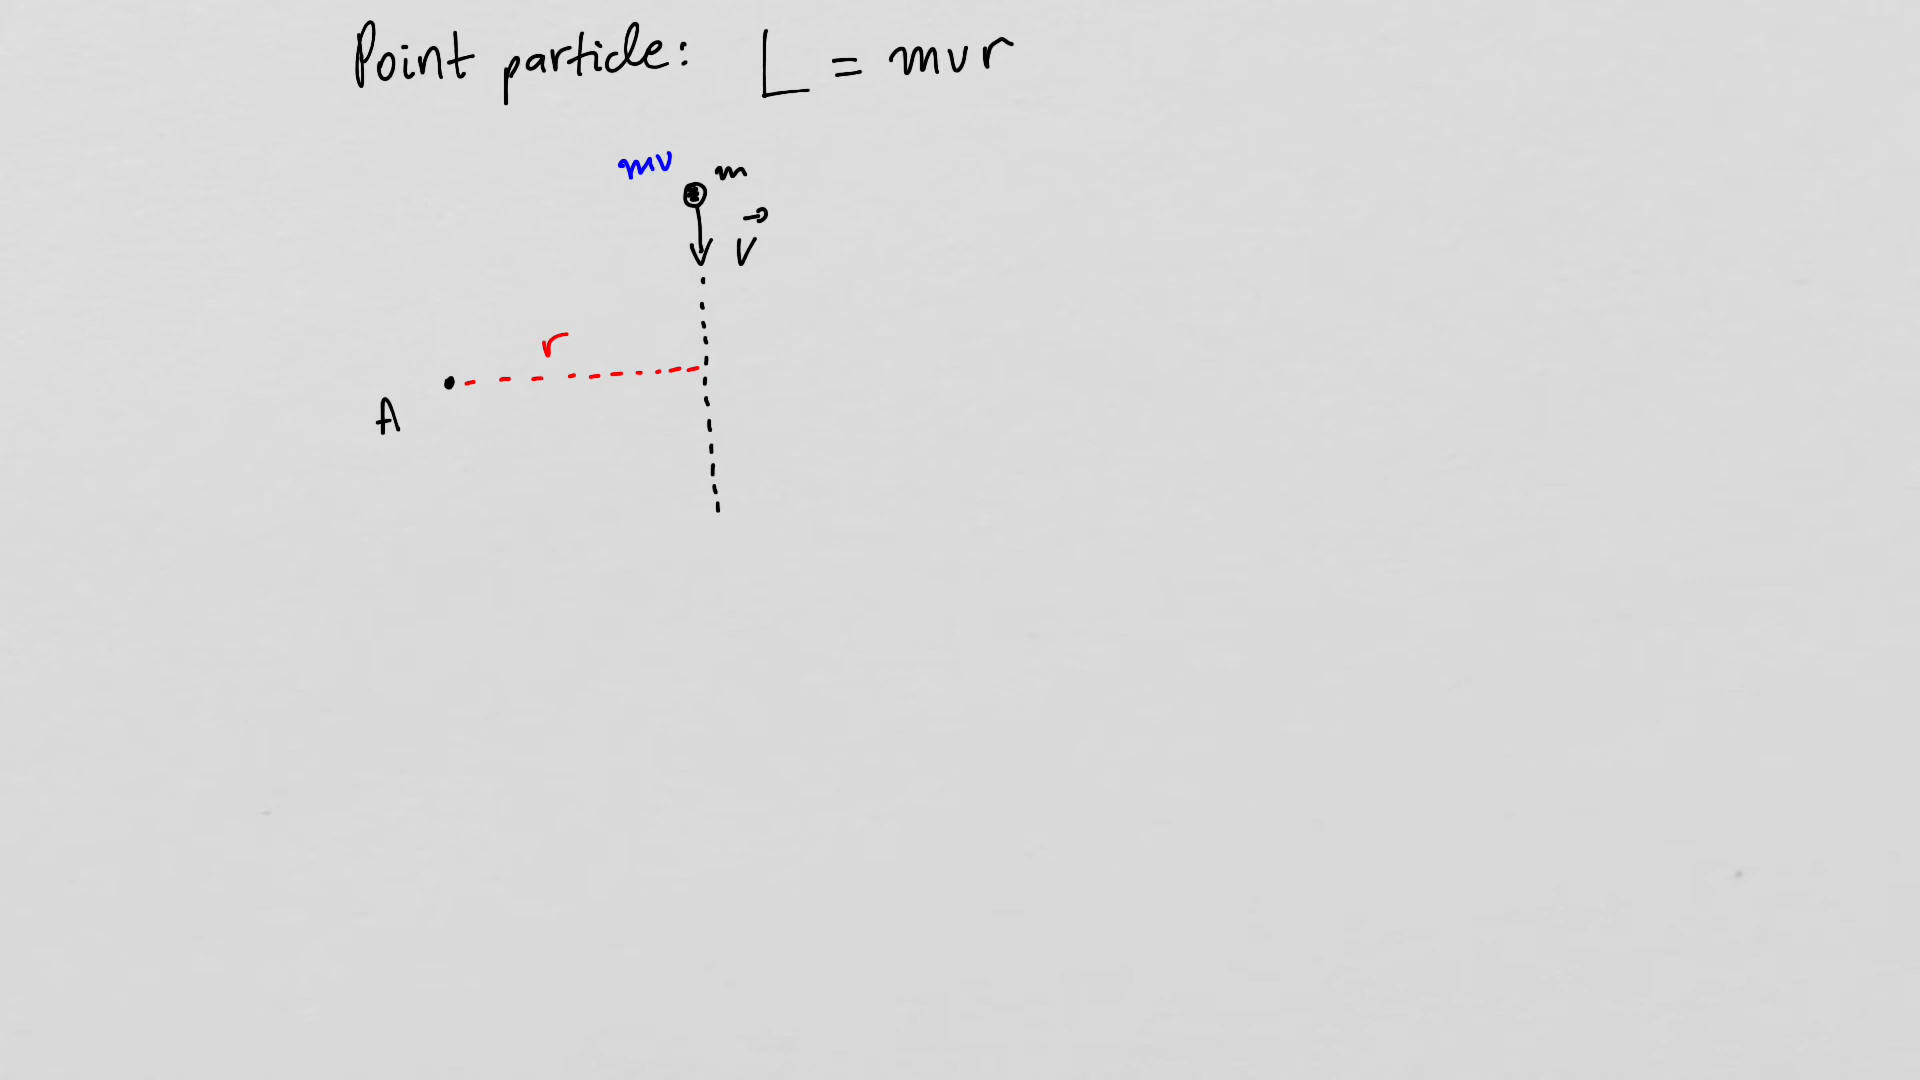 Point particle: L = mvr
mv m
v⃗
r
A